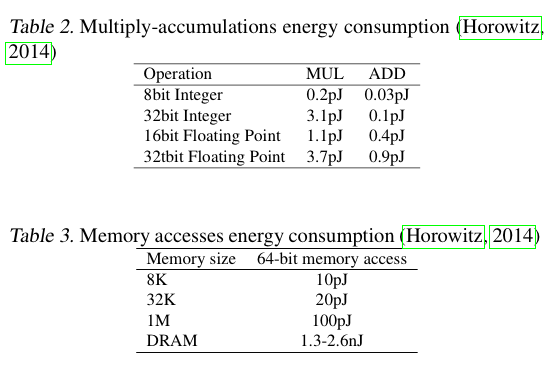 Table 2. Multiply-accumulations energy consumption (Horowitz,
2014)
Operation MUL ADD
8bit Integer 0.2pJ 0.03pJ
32bit Integer 3.1pJ 0.1pJ
16bit Floating Point 1.1pJ 0.4pJ
32tbit Floating Point 3.7pJ 0.9pJ
Table 3. Memory accesses energy consumption (Horowitz, 2014)
Memory size 64-bit memory access
8K 10pJ
32K 20pJ
1M 100pJ
DRAM 1.3-2.6nJ